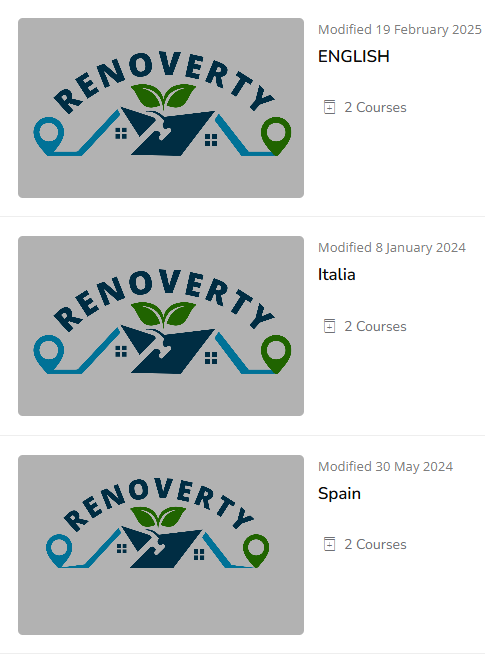 RENOVERTY
Modified 19 February 2025
ENGLISH
2 Courses
RENOVERTY
Modified 8 January 2024
Italia
2 Courses
RENOVERTY
Modified 30 May 2024
Spain
2 Courses